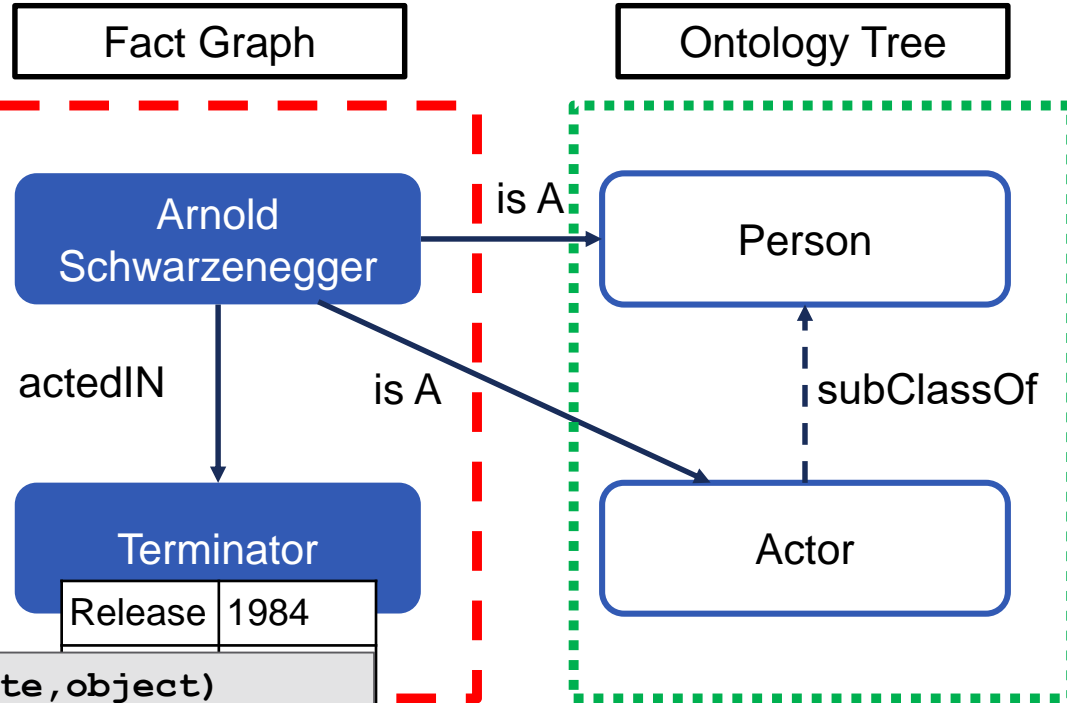 Fact Graph
Ontology Tree
Arnold
Schwarzenegger
is A
Person
actedIN
is A
subClassOf
Terminator
Actor
Release 1984
te,object)